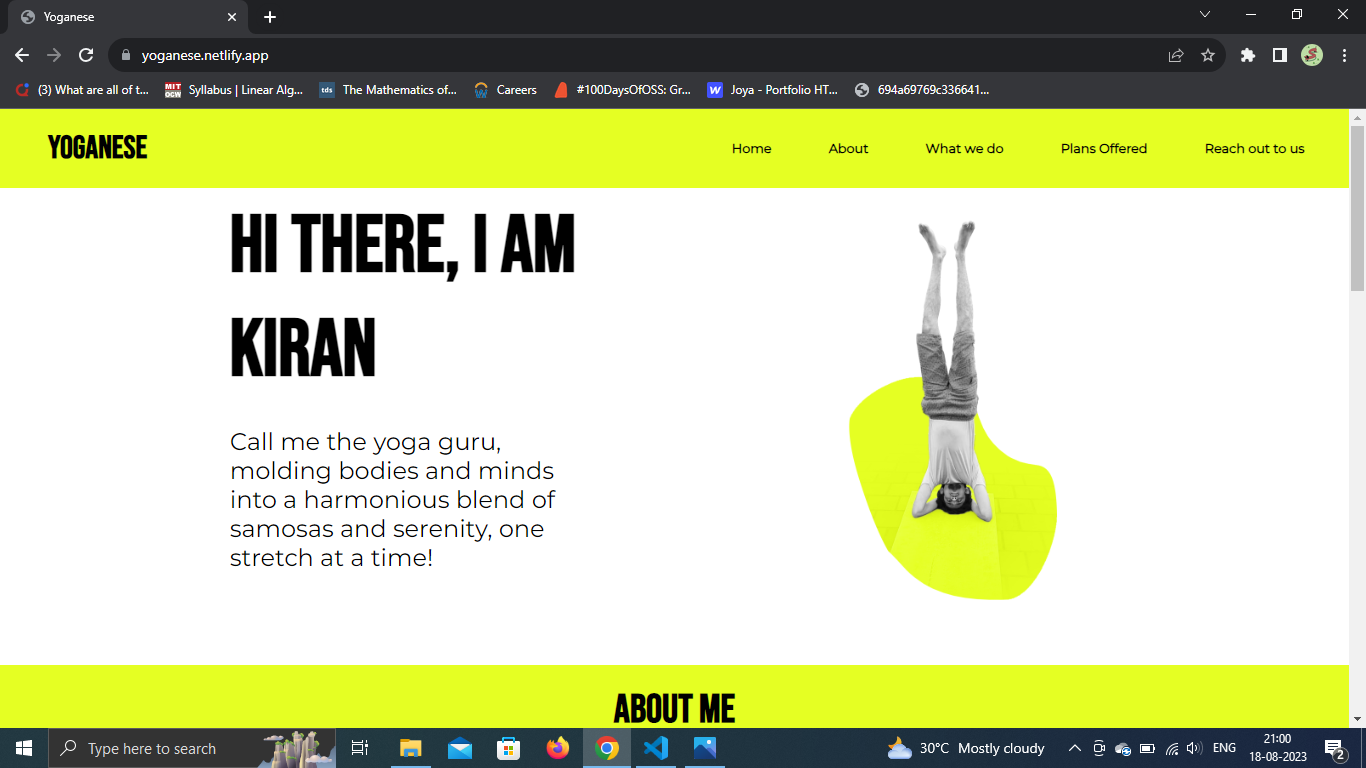 Yoganese
yoganese.netlify.app
(3) What are all of t...
Syllabus | Linear Alg...
The Mathematics of...
Careers
#100DaysOfOSS: Gr...
Joya - Portfolio HT...
694a69769c336641...
YOGANESE
Home
About
What we do
Plans Offered
Reach out to us
HI THERE, I AM
KIRAN
Call me the yoga guru,
molding bodies and minds
into a harmonious blend of
samosas and serenity, one
stretch at a time!
ABOUT ME
Type here to search
30°C Mostly cloudy
ENG
21:00
18-08-2023
2
MIT
OCW
tds